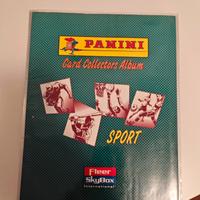 PANINI
Card Collectors Album
SPORT
Fleer
SkyBox
International